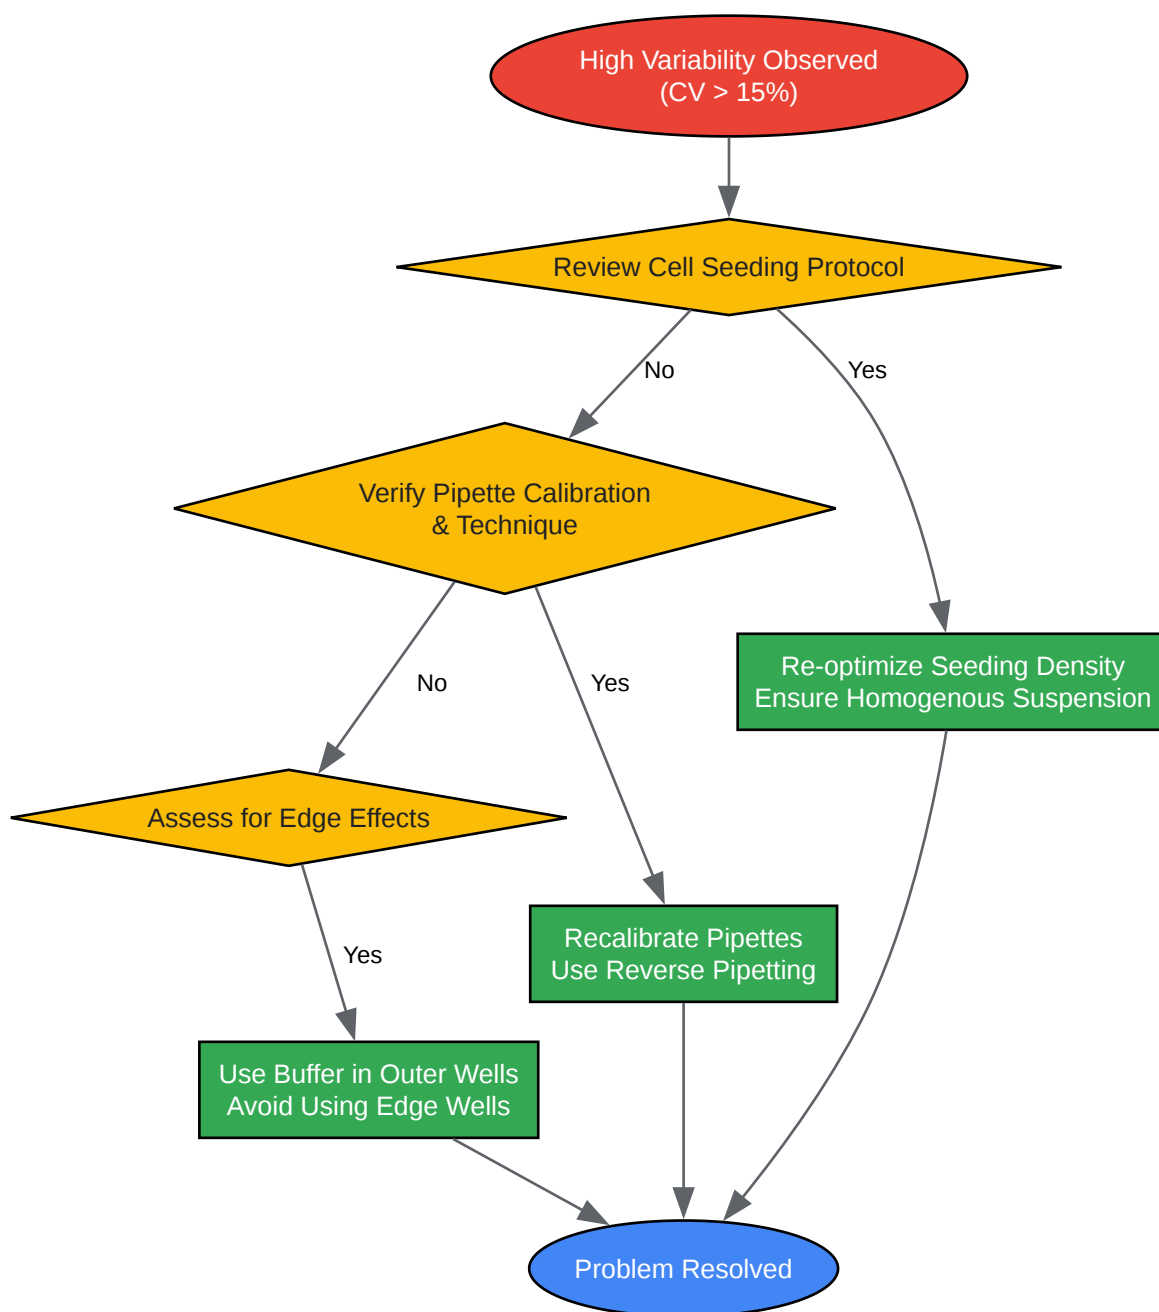 High Variability Observed
(CV > 15%)
Review Cell Seeding Protocol
No
Yes
Verify Pipette Calibration
& Technique
No
Yes
Re-optimize Seeding Density
Ensure Homogenous Suspension
Assess for Edge Effects
Yes
Recalibrate Pipettes
Use Reverse Pipetting
Use Buffer in Outer Wells
Avoid Using Edge Wells
Problem Resolved